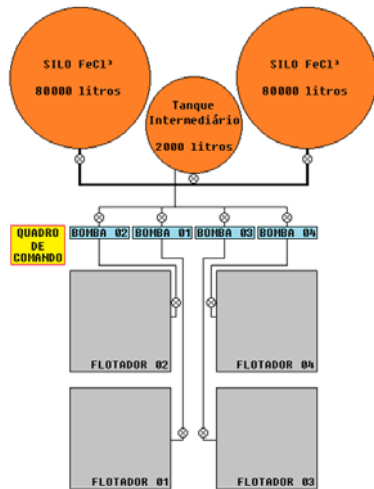 SILO FeCl³
80000 litros
Tanque
Intermediário
2000 litros
SILO FeCl³
80000 litros
QUADRO
DE
COMANDO
BOMBA 02
BOMBA 01
BOMBA 03
BOMBA 04
FLOTADOR 02
FLOTADOR 04
FLOTADOR 01
FLOTADOR 03